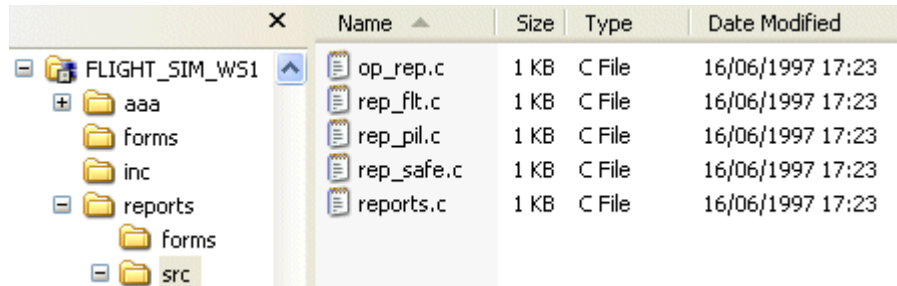 Name Size Type Date Modified
FLIGHT_SIM_WS1
aaa
forms
inc
reports
forms
src
op_rep.c 1 KB C File 16/06/1997 17:23
rep_flt.c 1 KB C File 16/06/1997 17:23
rep_pil.c 1 KB C File 16/06/1997 17:23
rep_safe.c 1 KB C File 16/06/1997 17:23
reports.c 1 KB C File 16/06/1997 17:23